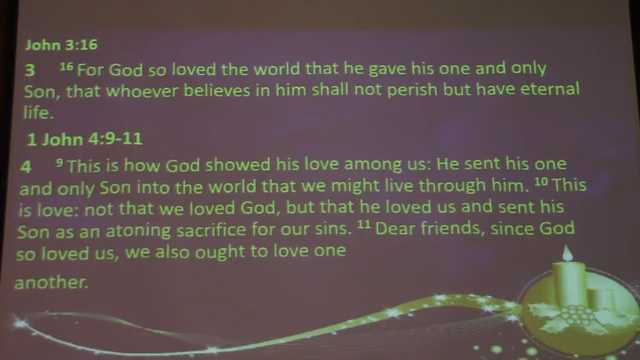 John 3:16
3 16 For God so loved the world that he gave his one and only
Son, that whoever believes in him shall not perish but have eternal
life.
1 John 4:9-11
4 9 This is how God showed his love among us: He sent his one
and only Son into the world that we might live through him. 10 This
is love: not that we loved God, but that he loved us and sent his
Son as an atoning sacrifice for our sins. 11 Dear friends, since God
so loved us, we also ought to love one
another.